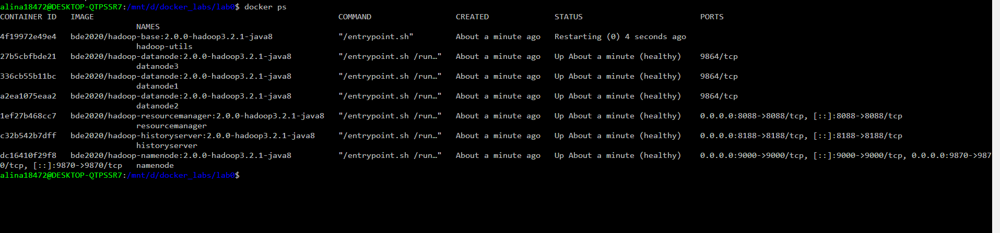 alina18472@DESKTOP-QTPSSR7:/mnt/d/docker_labs/lab0$ docker ps
CONTAINER ID   IMAGE                                                    COMMAND                  CREATED              STATUS                         PORTS
                             NAMES
4f19972e49e4   bde2020/hadoop-base:2.0.0-hadoop3.2.1-java8              "/entrypoint.sh"         About a minute ago   Restarting (0) 4 seconds ago
                             hadoop-utils
27b5cbfbde21   bde2020/hadoop-datanode:2.0.0-hadoop3.2.1-java8          "/entrypoint.sh /run…"   About a minute ago   Up About a minute (healthy)    9864/tcp
                             datanode3
336cb55b11bc   bde2020/hadoop-datanode:2.0.0-hadoop3.2.1-java8          "/entrypoint.sh /run…"   About a minute ago   Up About a minute (healthy)    9864/tcp
                             datanode1
a2ea1075eaa2   bde2020/hadoop-datanode:2.0.0-hadoop3.2.1-java8          "/entrypoint.sh /run…"   About a minute ago   Up About a minute (healthy)    9864/tcp
                             datanode2
1ef27b468cc7   bde2020/hadoop-resourcemanager:2.0.0-hadoop3.2.1-java8   "/entrypoint.sh /run…"   About a minute ago   Up About a minute (healthy)    0.0.0.0:8088->8088/tcp, [::]:8088->8088/tcp
                             resourcemanager
c32b542b7dff   bde2020/hadoop-historyserver:2.0.0-hadoop3.2.1-java8     "/entrypoint.sh /run…"   About a minute ago   Up About a minute (healthy)    0.0.0.0:8188->8188/tcp, [::]:8188->8188/tcp
                             historyserver
dc16410f29f8   bde2020/hadoop-namenode:2.0.0-hadoop3.2.1-java8          "/entrypoint.sh /run…"   About a minute ago   Up About a minute (healthy)    0.0.0.0:9000->9000/tcp, [::]:9000->9000/tcp, 0.0.0.0:9870->987
0/tcp, [::]:9870->9870/tcp   namenode
alina18472@DESKTOP-QTPSSR7:/mnt/d/docker_labs/lab0$